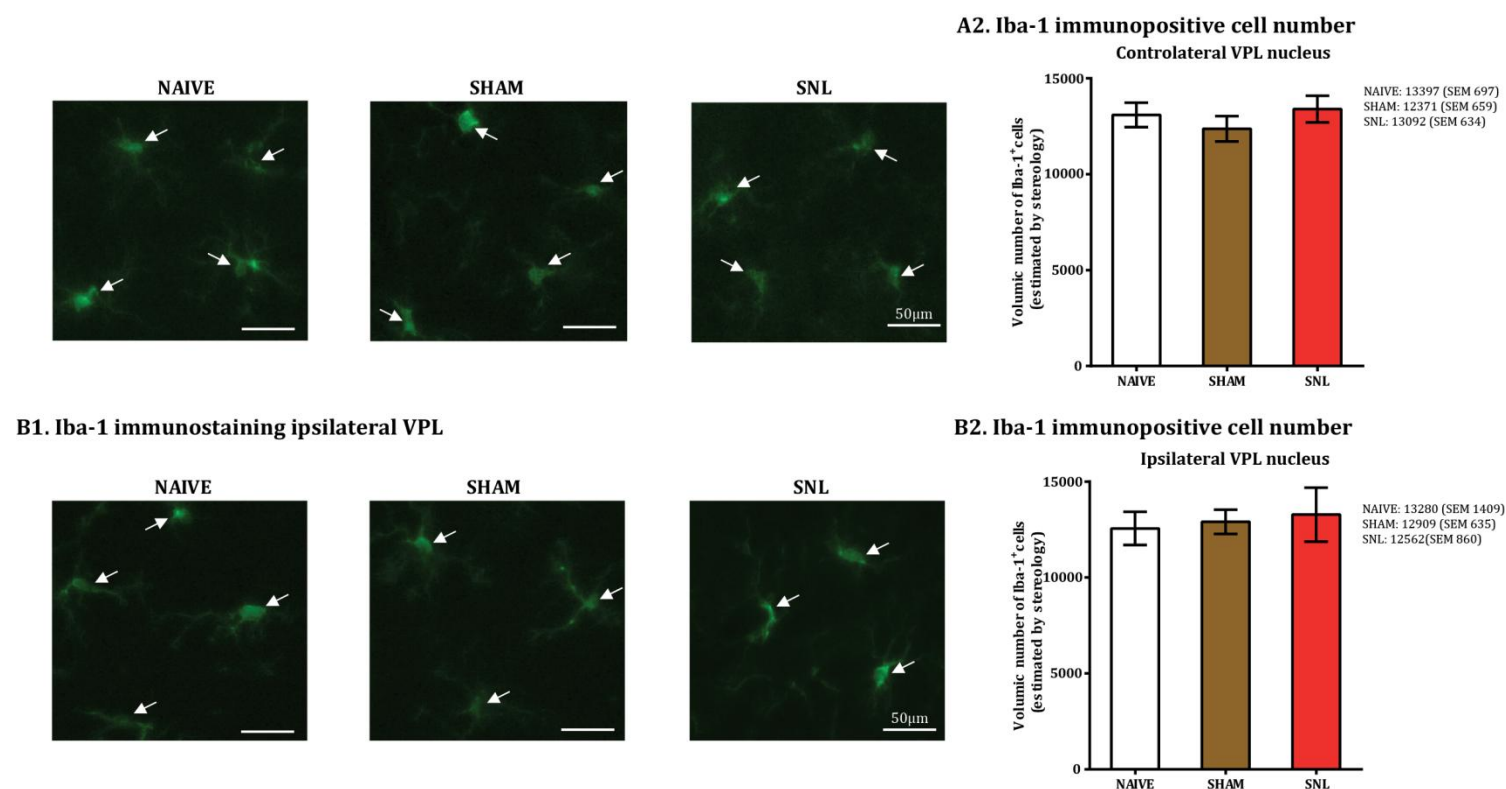 A2. Iba-1 immunopositive cell number
Controlateral VPL nucleus
NAIVE
SHAM
SNL
50µm
Volumic number of Iba-1+cells
(estimated by stereology)
15000
10000
5000
0
NAIVE
SHAM
SNL
NAIVE: 13397 (SEM 697)
SHAM: 12371 (SEM 659)
SNL: 13092 (SEM 634)
B1. Iba-1 immunostaining ipsilateral VPL
B2. Iba-1 immunopositive cell number
Ipsilateral VPL nucleus
NAIVE
SHAM
SNL
50µm
Volumic number of Iba-1+cells
(estimated by stereology)
15000
10000
5000
0
NAIVE
SHAM
SNL
NAIVE: 13280 (SEM 1409)
SHAM: 12909 (SEM 635)
SNL: 12562(SEM 860)